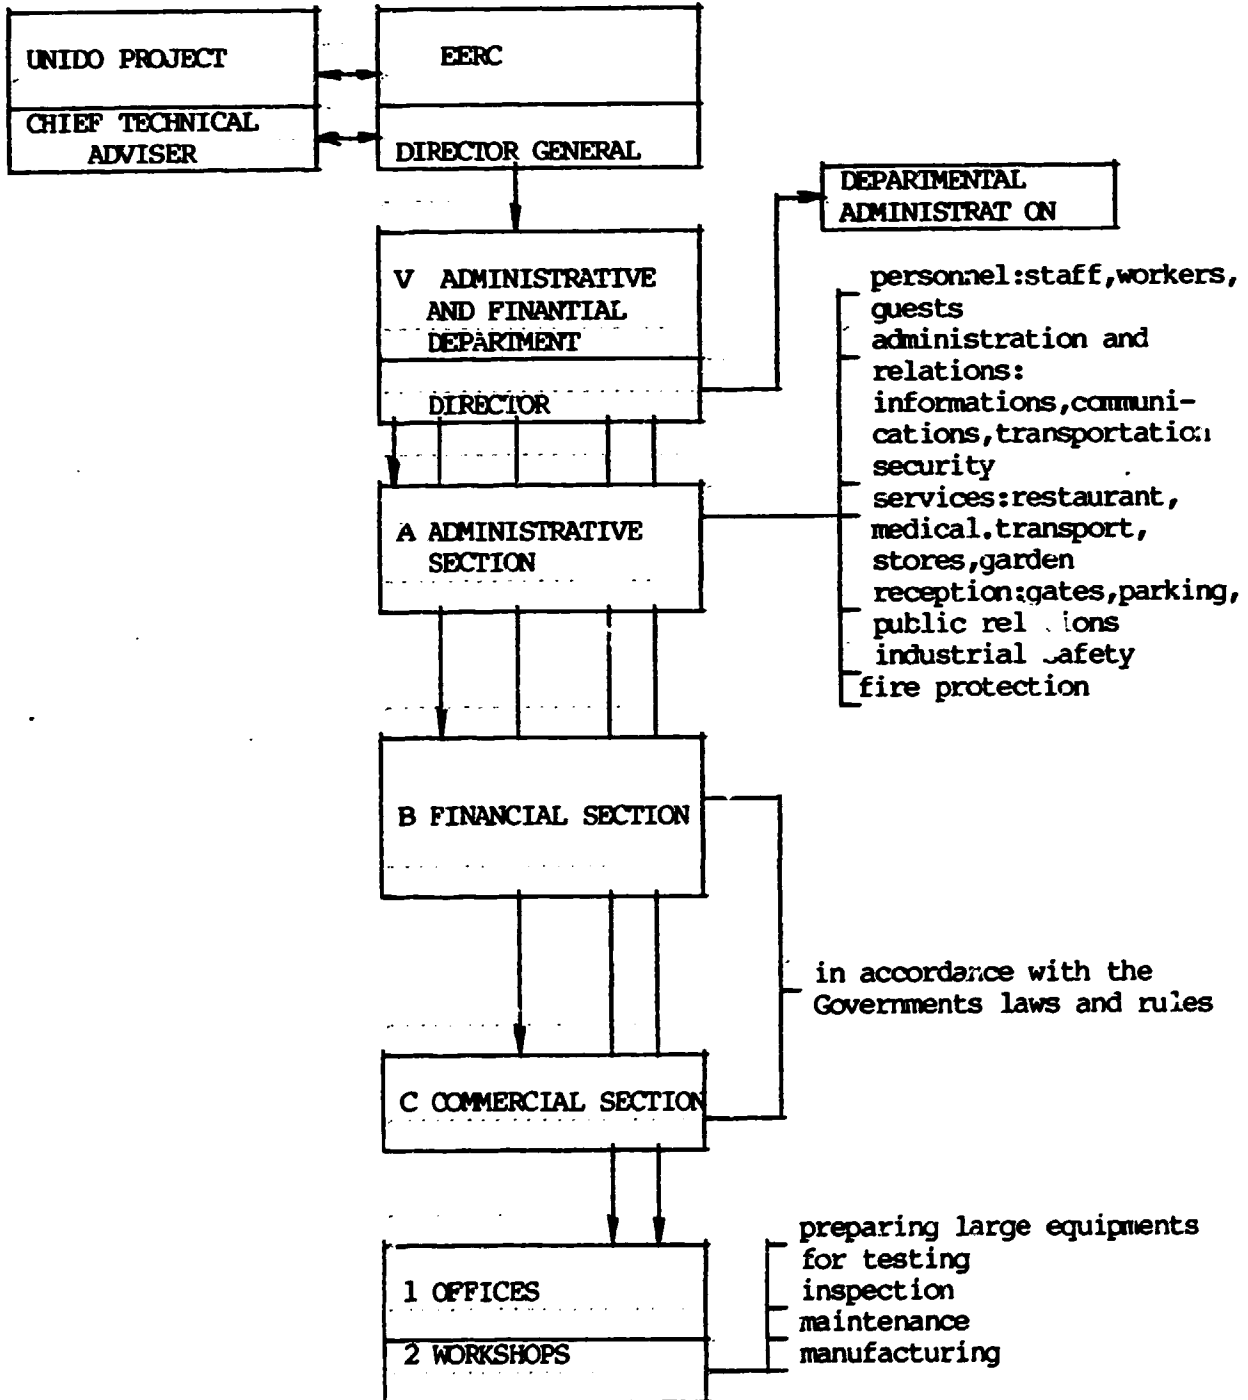 UNIDO PROJECT
CHIEF TECHNICAL
ADVISER
EERC
DIRECTOR GENERAL
DEPARTMENTAL
ADMINISTRAT ON
V ADMINISTRATIVE
AND FINANTIAL
DEPARTMENT
DIRECTOR
personnel:staff,workers,
guests
administration and
relations:
informations,communi-
cations,transportation
security
services:restaurant,
medical.transport,
stores,garden
reception:gates,parking,
public rel ions
industrial afety
fire protection
A ADMINISTRATIVE
SECTION
B FINANCIAL SECTION
in accordance with the
Governments laws and rules
C COMMERCIAL SECTION
1 OFFICES
2 WORKSHOPS
preparing large equipments
for testing
inspection
maintenance
manufacturing